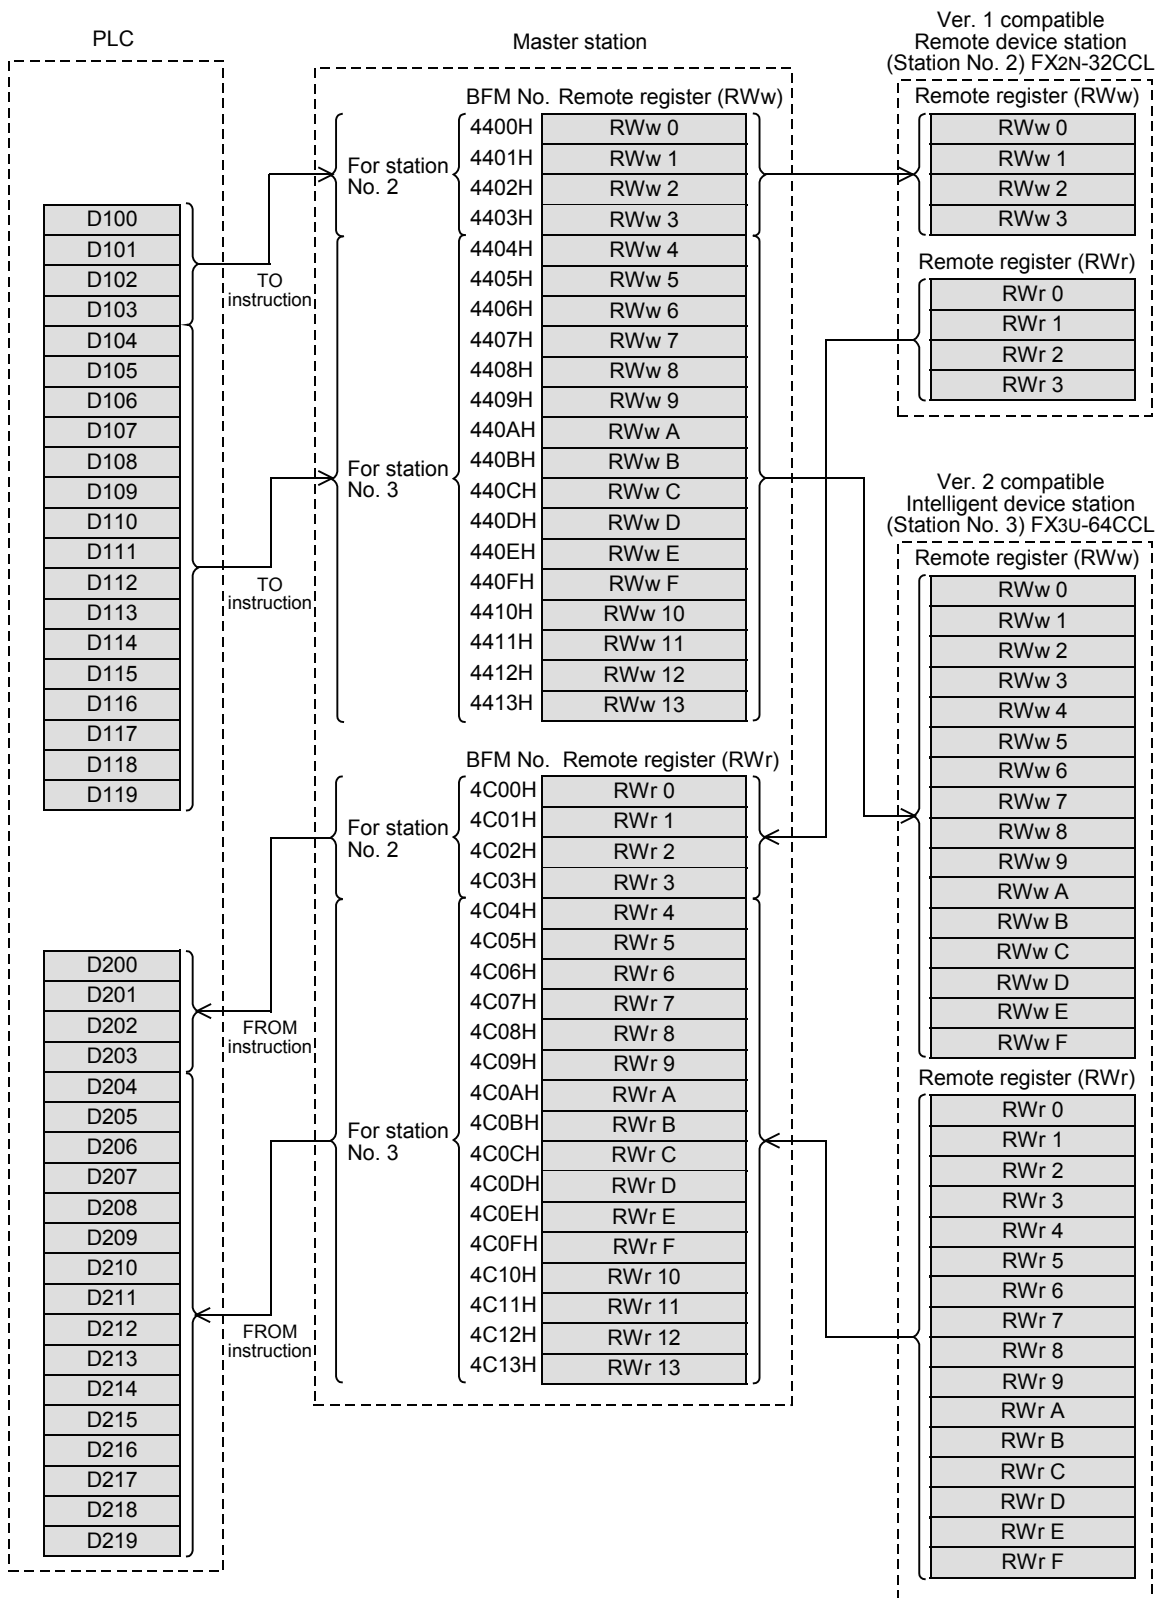 PLC
D100
D101
D102
D103
D104
D105
D106
D107
D108
D109
D110
D111
D112
D113
D114
D115
D116
D117
D118
D119
TO
instruction
TO
instruction
D200
D201
D202
D203
D204
D205
D206
D207
D208
D209
D210
D211
D212
D213
D214
D215
D216
D217
D218
D219
FROM
instruction
FROM
instruction
Master station
BFM No. Remote register (RWw)
For station
No. 2
4400H RWw 0
4401H RWw 1
4402H RWw 2
4403H RWw 3
For station
No. 3
4404H RWw 4
4405H RWw 5
4406H RWw 6
4407H RWw 7
4408H RWw 8
4409H RWw 9
440AH RWw A
440BH RWw B
440CH RWw C
440DH RWw D
440EH RWw E
440FH RWw F
4410H RWw 10
4411H RWw 11
4412H RWw 12
4413H RWw 13
BFM No. Remote register (RWr)
For station
No. 2
4C00H RWr 0
4C01H RWr 1
4C02H RWr 2
4C03H RWr 3
For station
No. 3
4C04H RWr 4
4C05H RWr 5
4C06H RWr 6
4C07H RWr 7
4C08H RWr 8
4C09H RWr 9
4C0AH RWr A
4C0BH RWr B
4C0CH RWr C
4C0DH RWr D
4C0EH RWr E
4C0FH RWr F
4C10H RWr 10
4C11H RWr 11
4C12H RWr 12
4C13H RWr 13
Ver. 1 compatible
Remote device station
(Station No. 2) FX2N-32CCL
Remote register (RWw)
RWw 0
RWw 1
RWw 2
RWw 3
Remote register (RWr)
RWr 0
RWr 1
RWr 2
RWr 3
Ver. 2 compatible
Intelligent device station
(Station No. 3) FX3U-64CCL
Remote register (RWw)
RWw 0
RWw 1
RWw 2
RWw 3
RWw 4
RWw 5
RWw 6
RWw 7
RWw 8
RWw 9
RWw A
RWw B
RWw C
RWw D
RWw E
RWw F
Remote register (RWr)
RWr 0
RWr 1
RWr 2
RWr 3
RWr 4
RWr 5
RWr 6
RWr 7
RWr 8
RWr 9
RWr A
RWr B
RWr C
RWr D
RWr E
RWr F